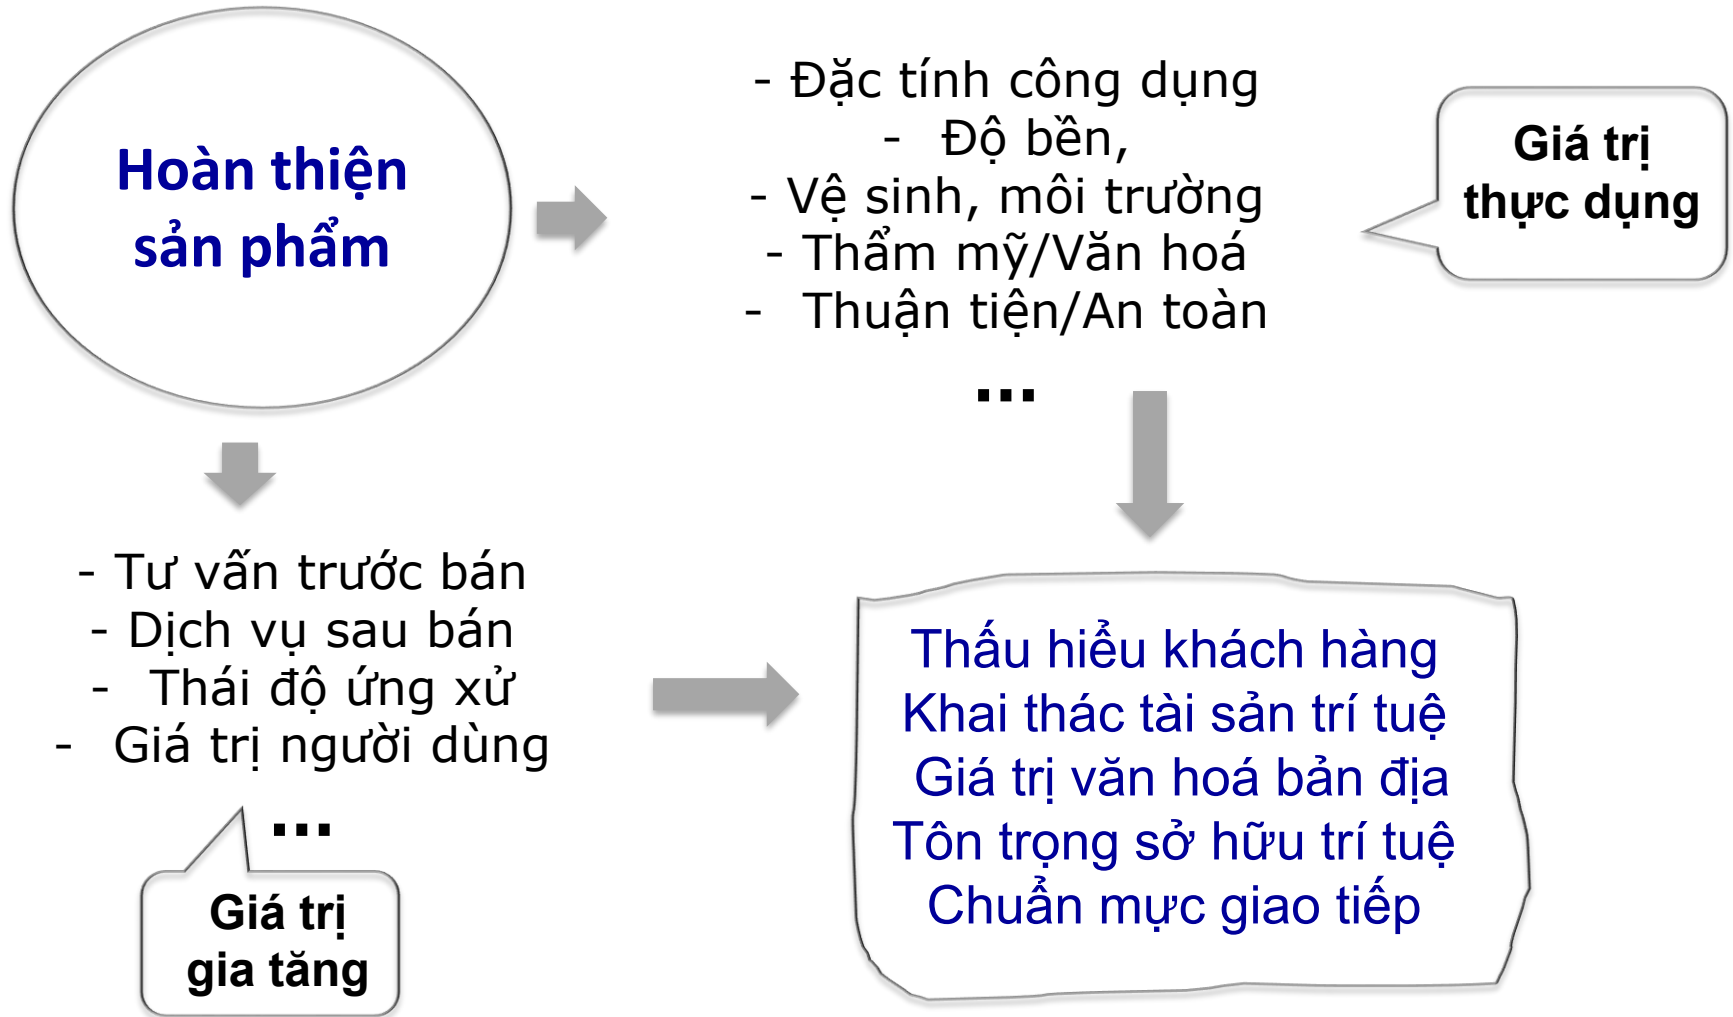 Hoàn thiện
sản phẩm
- Đặc tính công dụng
- Độ bền,
- Vệ sinh, môi trường
- Thẩm mỹ/Văn hoá
- Thuận tiện/An toàn
...
Giá trị
thực dụng
- Tư vấn trước bán
- Dịch vụ sau bán
- Thái độ ứng xử
- Giá trị người dùng
...
Giá trị
gia tăng
Thấu hiểu khách hàng
Khai thác tài sản trí tuệ
Giá trị văn hoá bản địa
Tôn trọng sở hữu trí tuệ
Chuẩn mực giao tiếp